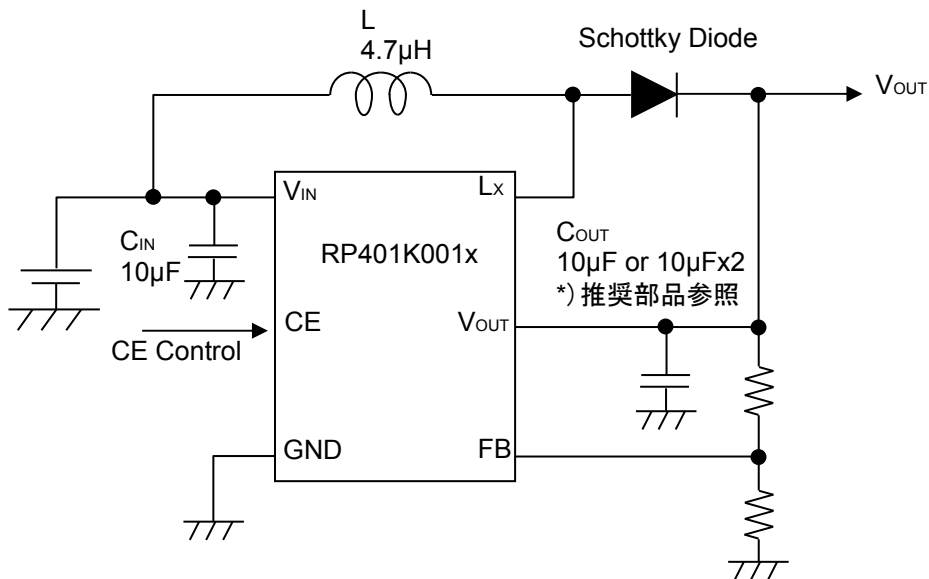 L
4.7µH
Schottky Diode
VOUT
VIN
LX
CIN
10µF
RP401K001x
COUT
10µF or 10µFx2
*）推奨部品参照
CE
VOUT
CE Control
GND
FB